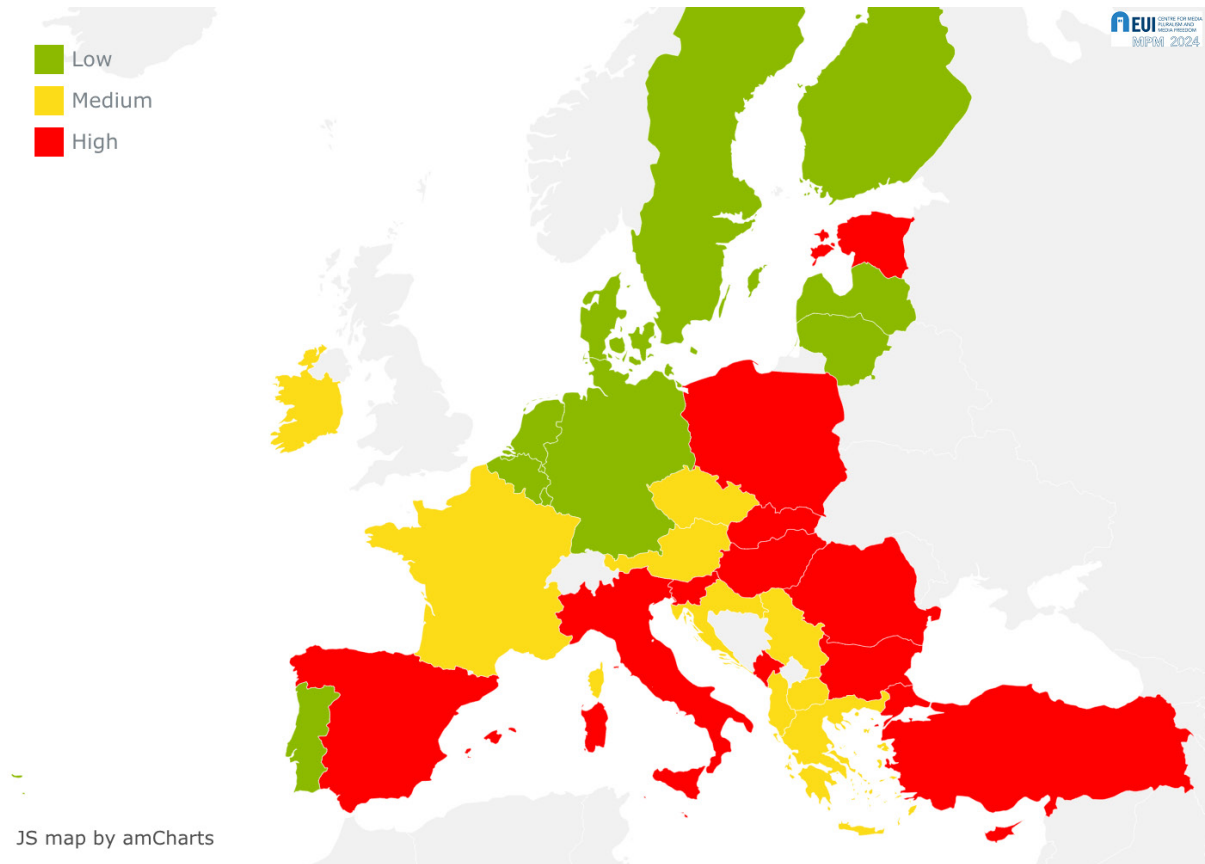 Low
Medium
High
EUI
CENTRE FOR MEDIA
PLURALISM AND
MEDIA FREEDOM
MPM 2024
JS map by amCharts